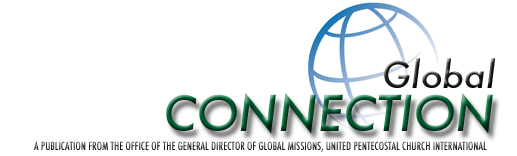 Global
CONNECTION
A PUBLICATION FROM THE OFFICE OF THE GENERAL DIRECTOR OF GLOBAL MISSIONS, UNITED PENTECOSTAL CHURCH INTERNATIONAL